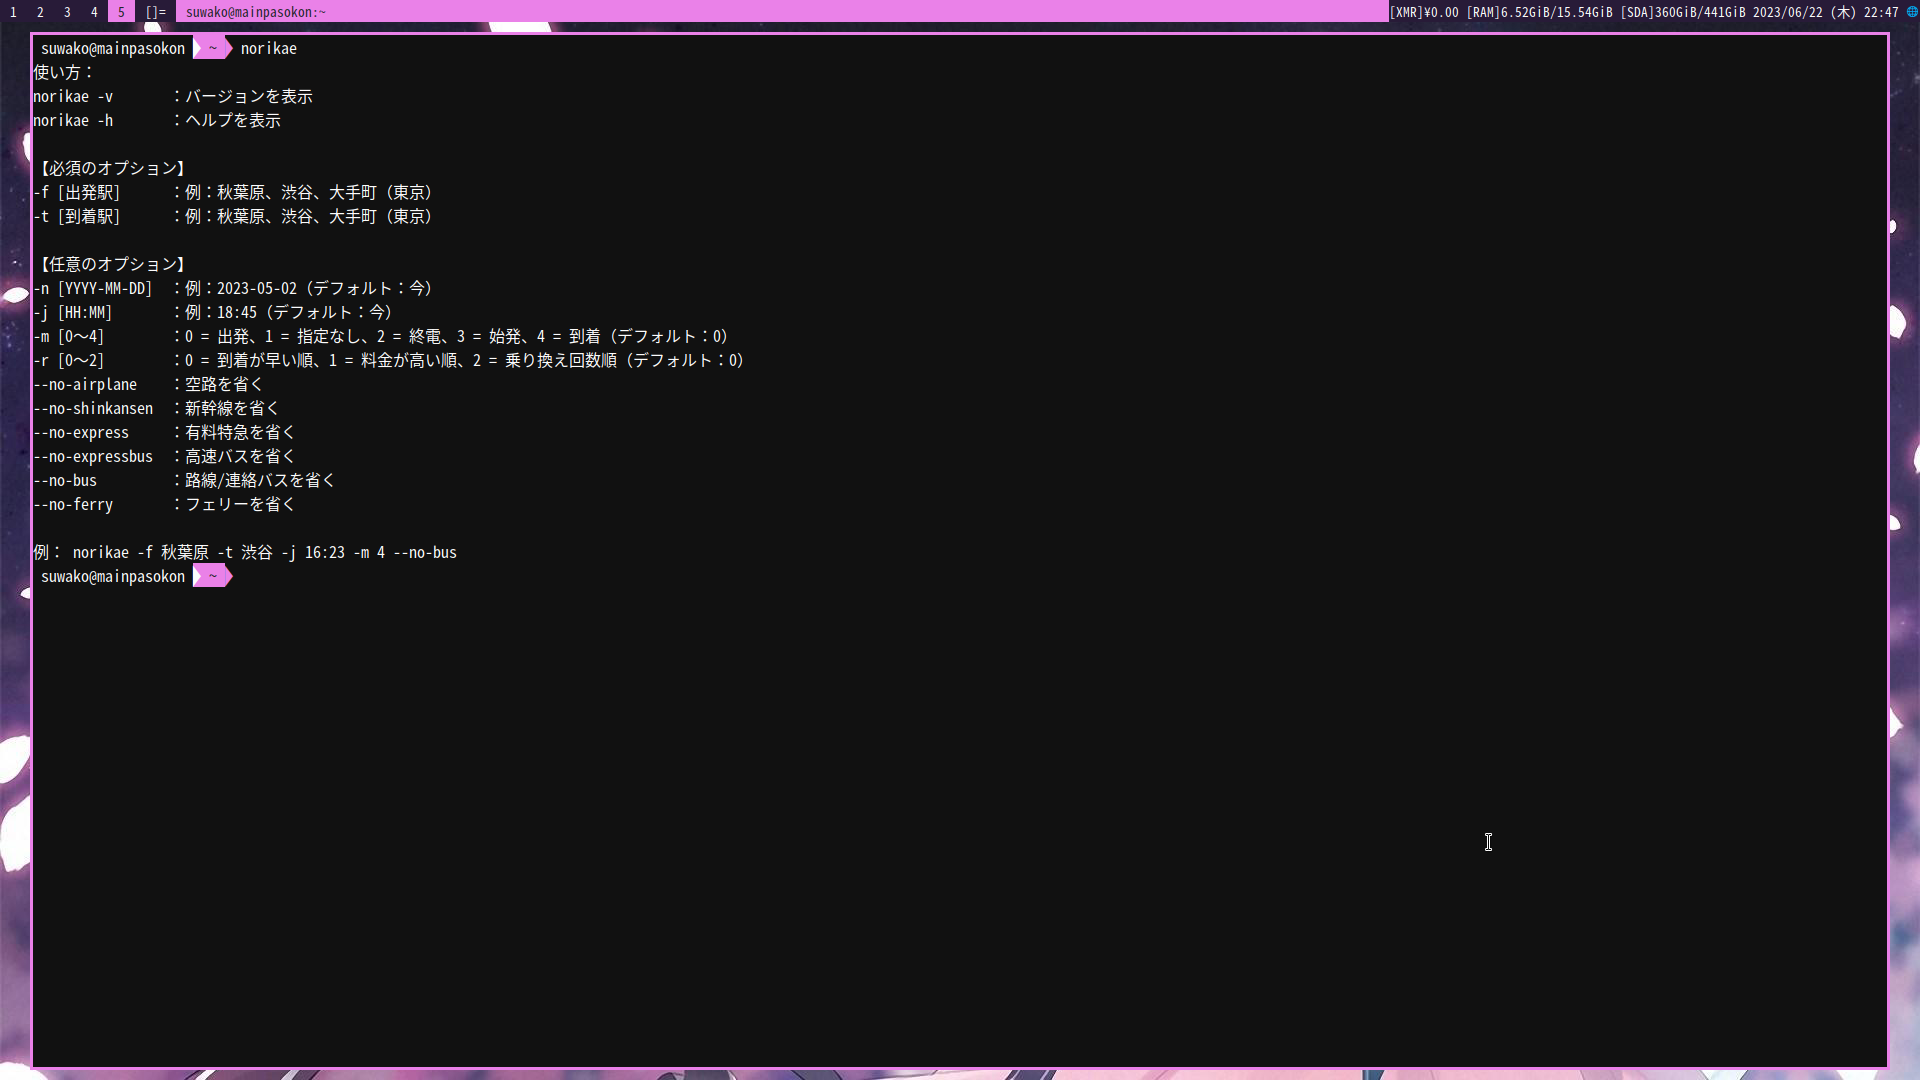 1 2 3 4 5 []= suwako@mainpasokon:~ [XMR]¥0.00 [RAM]6.52GiB/15.54GiB [SDA]360GiB/441GiB 2023/06/22 (木) 22:47
suwako@mainpasokon ~ norikae
使い方：
norikae -v ：バージョンを表示
norikae -h ：ヘルプを表示
【必須のオプション】
-f [出発駅] ：例：秋葉原、渋谷、大手町（東京）
-t [到着駅] ：例：秋葉原、渋谷、大手町（東京）
【任意のオプション】
-n [YYYY-MM-DD] ：例：2023-05-02（デフォルト：今）
-j [HH:MM] ：例：18:45（デフォルト：今）
-m [0〜4] ：0 = 出発、1 = 指定なし、2 = 終電、3 = 始発、4 = 到着（デフォルト：0）
-r [0〜2] ：0 = 到着が早い順、1 = 料金が高い順、2 = 乗り換え回数順（デフォルト：0）
--no-airplane ：空路を省く
--no-shinkansen ：新幹線を省く
--no-express ：有料特急を省く
--no-expressbus ：高速バスを省く
--no-bus ：路線/連絡バスを省く
--no-ferry ：フェリーを省く
例： norikae -f 秋葉原 -t 渋谷 -j 16:23 -m 4 --no-bus
suwako@mainpasokon ~